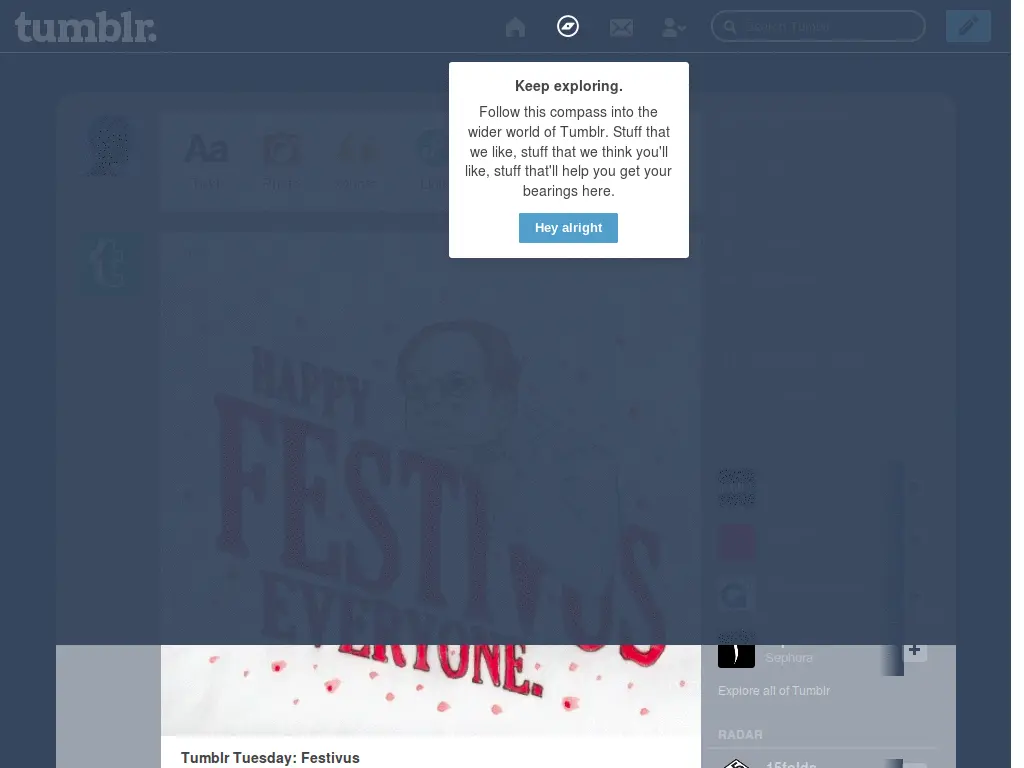 tumblr.
Search Tumblr
Keep exploring.
Follow this compass into the
wider world of Tumblr. Stuff that
we like, stuff that we think you'll
like, stuff that'll help you get your
bearings here.
Hey alright
Aa
Text
Photo
Link
HAPPY
FESTIVUS
EVERYONE.
Sephora
Explore all of Tumblr
RADAR
15folds
Tumblr Tuesday: Festivus